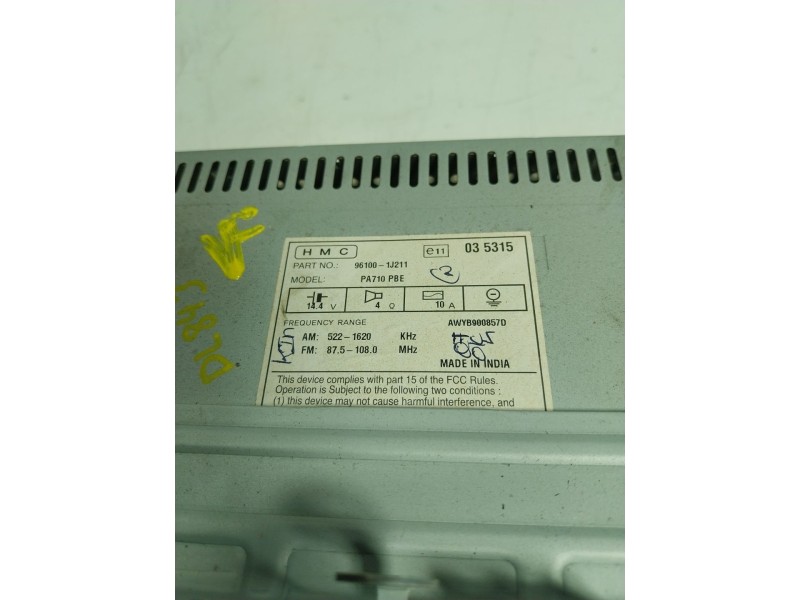 HMC e11 03 5315
PART NO.: 96100-1J211
MODEL: PA710 PBE 2
14.4 V 4 Ω 10 A
FREQUENCY RANGE AWYB900857D
AM: 522-1620 KHz
FM: 87.5-108.0 MHz
MADE IN INDIA
This device complies with part 15 of the FCC Rules.
Operation is Subject to the following two conditions :
(1) this device may not cause harmful interference, and
VF